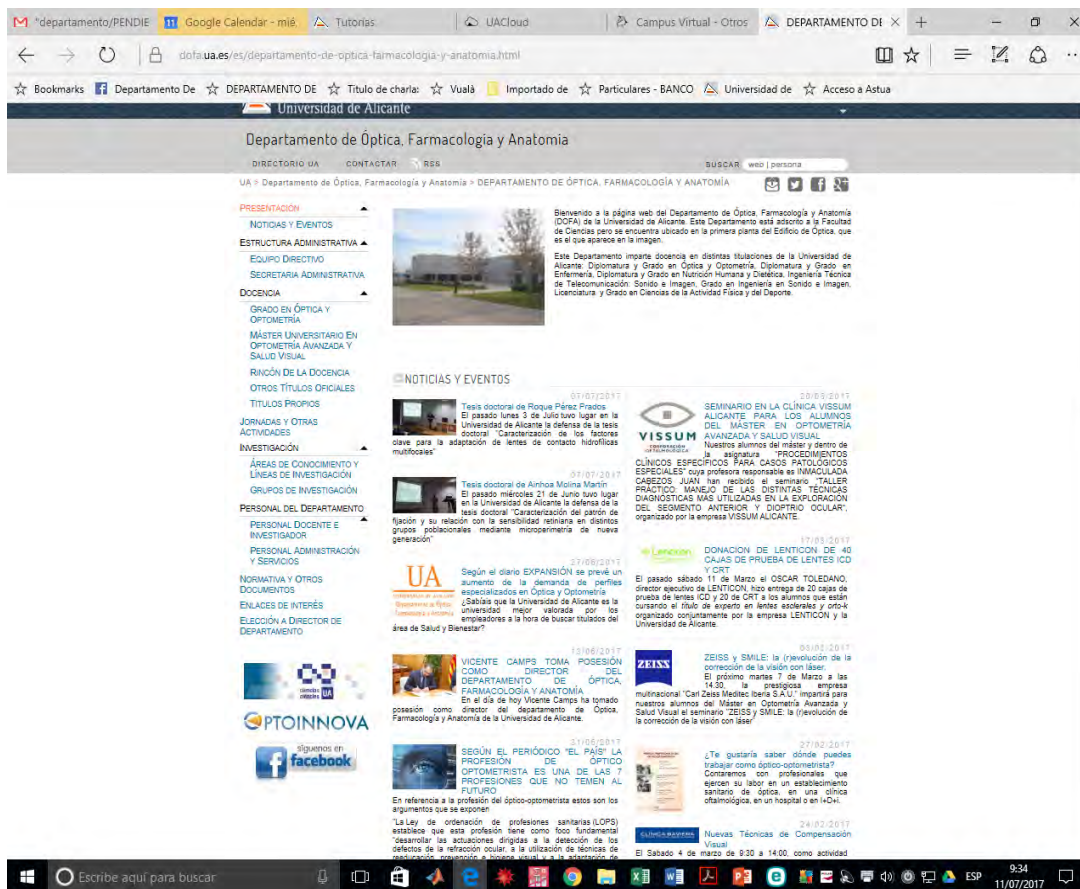 "departamento/PENDIE
11 Google Calendar - mié.
Tutorías
UACloud
Campus Virtual - Otros
DEPARTAMENTO DE
dofa.ua.es/es/departamento-de-optica-farmacologia-y-anatomia.html
Bookmarks
Departamento De
DEPARTAMENTO DE
Titulo de charla:
Vualà
Importado de
Particulares - BANCO
Universidad de
Acceso a Astua
Universidad de Alicante
Departamento de Óptica, Farmacología y Anatomía
DIRECTORIO UA CONTACTAR RSS
BUSCAR web | persona
UA > Departamento de Óptica, Farmacología y Anatomía > DEPARTAMENTO DE ÓPTICA, FARMACOLOGÍA Y ANATOMÍA
PRESENTACIÓN
NOTICIAS Y EVENTOS
ESTRUCTURA ADMINISTRATIVA
EQUIPO DIRECTIVO
SECRETARIA ADMINISTRATIVA
DOCENCIA
GRADO EN ÓPTICA Y
OPTOMETRÍA
MÁSTER UNIVERSITARIO EN
OPTOMETRÍA AVANZADA Y
SALUD VISUAL
RINCÓN DE LA DOCENCIA
OTROS TÍTULOS OFICIALES
TITULOS PROPIOS
JORNADAS Y OTRAS
ACTIVIDADES
INVESTIGACIÓN
ÁREAS DE CONOCIMIENTO Y
LÍNEAS DE INVESTIGACIÓN
GRUPOS DE INVESTIGACIÓN
PERSONAL DEL DEPARTAMENTO
PERSONAL DOCENTE E
INVESTIGADOR
PERSONAL ADMINISTRACIÓN
Y SERVICIOS
NORMATIVA Y OTROS
DOCUMENTOS
ENLACES DE INTERÉS
ELECCIÓN A DIRECTOR DE
DEPARTAMENTO
UA
OPTOINNOVA
síguenos en
facebook
Bienvenido a la página web del Departamento de Óptica, Farmacología y Anatomía
(DOFA) de la Universidad de Alicante. Este Departamento está adscrito a la Facultad
de Ciencias pero se encuentra ubicado en la primera planta del Edificio de Óptica, que
es el que aparece en la imagen.
Este Departamento imparte docencia en distintas titulaciones de la Universidad de
Alicante: Diplomatura y Grado en Óptica y Optometría, Diplomatura y Grado en
Enfermería, Diplomatura y Grado en Nutrición Humana y Dietética, Ingeniería Técnica
de Telecomunicación: Sonido e Imagen, Grado en Ingeniería en Sonido e Imagen,
Licenciatura y Grado en Ciencias de la Actividad Física y del Deporte.
NOTICIAS Y EVENTOS
07/07/2017
Tesis doctoral de Roque Pérez Prados
El pasado lunes 3 de Julio tuvo lugar en la
Universidad de Alicante la defensa de la tesis
doctoral "Caracterización de los factores
clave para la adaptación de lentes de contacto hidrofílicas
multifocales"
07/07/2017
Tesis doctoral de Ainhoa Molina Martín
El pasado miércoles 21 de Junio tuvo lugar
en la Universidad de Alicante la defensa de la
tesis doctoral "Caracterización del patrón de
fijación y su relación con la sensibilidad retiniana en distintos
grupos poblacionales mediante microperimetría de nueva
generación"
27/06/2017
UA
Según el diario EXPANSIÓN se prevé un
aumento de la demanda de perfiles
especializados en Óptica y Optometría
¿Sabíais que la Universidad de Alicante es la
universidad mejor valorada por los
empleadores a la hora de buscar titulados del
área de Salud y Bienestar?
13/06/2017
VICENTE CAMPS TOMA POSESIÓN
COMO DIRECTOR DEL
DEPARTAMENTO DE ÓPTICA,
FARMACOLOGÍA Y ANATOMÍA
En el día de hoy Vicente Camps ha tomado
posesión como director del departamento de Óptica,
Farmacología y Anatomía de la Universidad de Alicante.
31/05/2017
SEGÚN EL PERIÓDICO "EL PAÍS" LA
PROFESIÓN DE ÓPTICO
OPTOMETRISTA ES UNA DE LAS 7
PROFESIONES QUE NO TEMEN AL
FUTURO
En referencia a la profesión del óptico-optometrista estos son los
argumentos que se exponen
"La Ley de ordenación de profesiones sanitarias (LOPS)
establece que esta profesión tiene como foco fundamental
"desarrollar las actuaciones dirigidas a la detección de los
defectos de la refracción ocular, a la utilización de técnicas de
reeducación, prevención e higiene visual y a la adaptación de
VISSUM
CORPORACIÓN
OFTALMOLÓGICA
SEMINARIO EN LA CLÍNICA VISSUM
ALICANTE PARA LOS ALUMNOS
DEL MÁSTER EN OPTOMETRÍA
AVANZADA Y SALUD VISUAL
Nuestros alumnos del máster y dentro de
la asignatura "PROCEDIMIENTOS
CLÍNICOS ESPECÍFICOS PARA CASOS PATOLÓGICOS
ESPECIALES" cuya profesora responsable es INMACULADA
CABEZOS JUAN han recibido el seminario "TALLER
PRÁCTICO: MANEJO DE LAS DISTINTAS TÉCNICAS
DIAGNÓSTICAS MÁS UTILIZADAS EN LA EXPLORACIÓN
DEL SEGMENTO ANTERIOR Y DIOPTRIO OCULAR",
organizado por la empresa VISSUM ALICANTE.
17/03/2017
Lenticon
DONACION DE LENTICON DE 40
CAJAS DE PRUEBA DE LENTES ICD
Y CRT
El pasado sábado 11 de Marzo el OSCAR TOLEDANO,
director ejecutivo de LENTICON, hizo entrega de 20 cajas de
prueba de lentes ICD y 20 de CRT a los alumnos que están
cursando el título de experto en lentes esclerales y orto-k
organizado conjuntamente por la empresa LENTICON y la
Universidad de Alicante.
ZEISS
ZEISS y SMILE: la (r)evolución de la
corrección de la visión con láser.
El próximo martes 7 de Marzo a las
14.30, la prestigiosa empresa
multinacional "Carl Zeiss Meditec Iberia S.A.U." impartirá para
nuestros alumnos del Máster en Optometría Avanzada y
Salud Visual el seminario "ZEISS y SMILE: la (r)evolución de
la corrección de la visión con láser"
27/02/2017
¿Te gustaría saber dónde puedes
trabajar como óptico-optometrista?
Contaremos con profesionales que
ejercen su labor en un establecimiento
sanitario de óptica, en una clínica
oftalmológica, en un hospital o en I+D+i.
24/02/2017
CLÍNICA BAVIERA
Nuevas Técnicas de Compensación
Visual
El Sabado 4 de marzo de 9:30 a 14:00, como actividad
Escribe aquí para buscar
ESP
9:34
11/07/2017